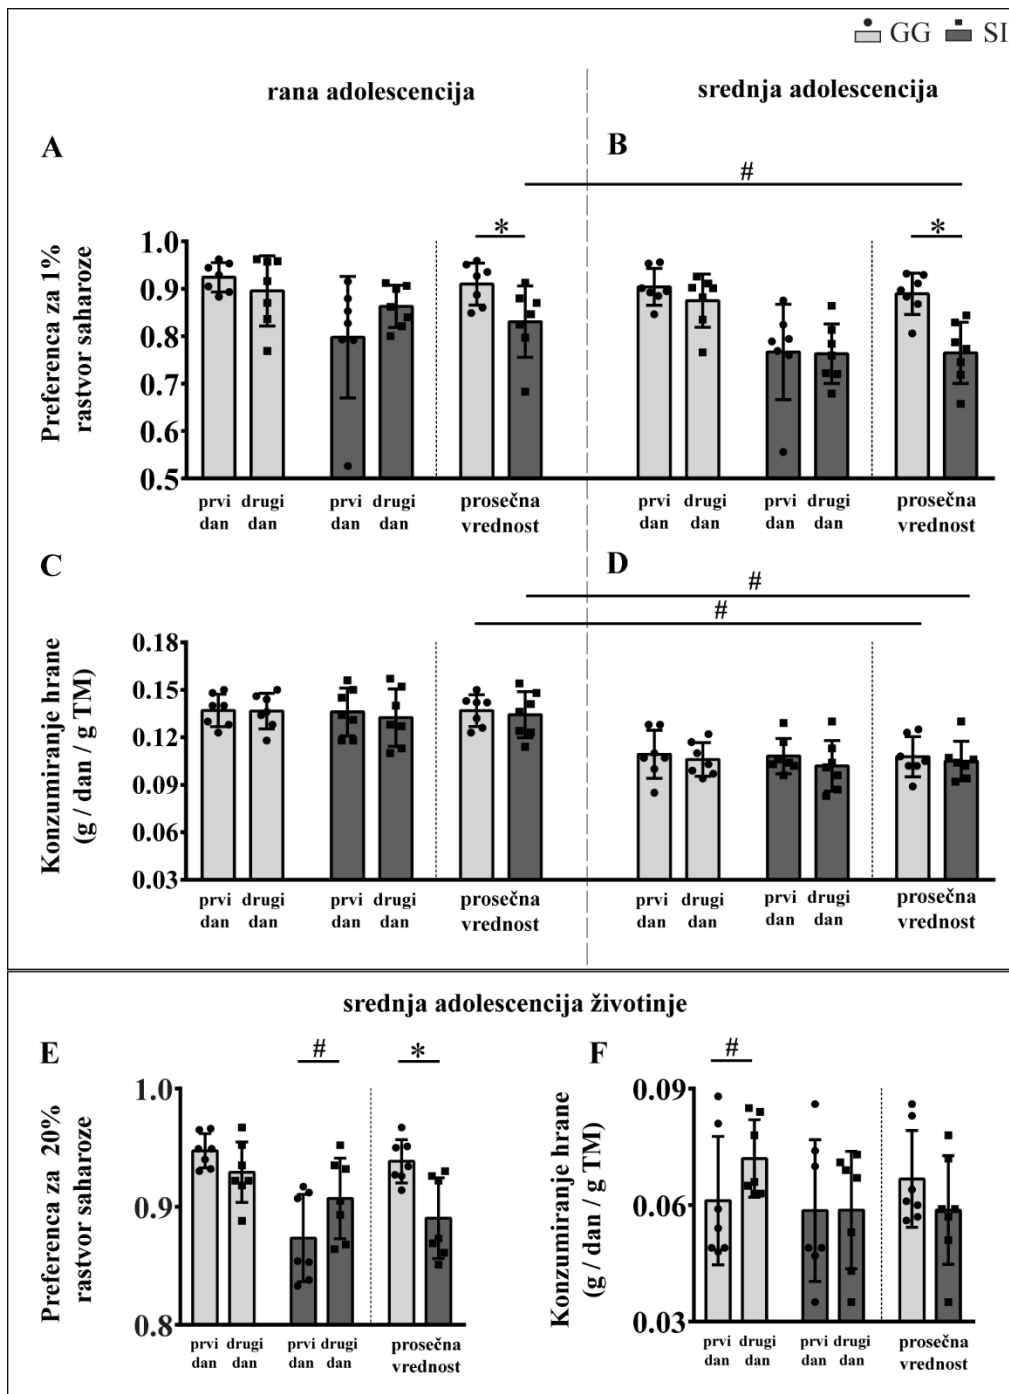 GG SI
rana adolescencija
srednja adolescencija
A
B
#
*
*
Preferenca za 1%
rastvor saharoze
1.0
0.9
0.8
0.7
0.6
0.5
prvi dan
drugi dan
prvi dan
drugi dan
prosečna
vrednost
prvi dan
drugi dan
prvi dan
drugi dan
prosečna
vrednost
C
D
#
#
Konzumiranje hrane
(g / dan / g TM)
0.18
0.15
0.12
0.09
0.06
0.03
prvi dan
drugi dan
prvi dan
drugi dan
prosečna
vrednost
prvi dan
drugi dan
prvi dan
drugi dan
prosečna
vrednost
srednja adolescencija životinje
E
#
*
Preferenca za 20%
rastvor saharoze
1.0
0.9
0.8
prvi dan
drugi dan
prvi dan
drugi dan
prosečna
vrednost
F
#
Konzumiranje hrane
(g / dan / g TM)
0.09
0.06
0.03
prvi dan
drugi dan
prvi dan
drugi dan
prosečna
vrednost